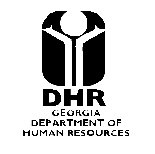 DHR
GEORGIA
DEPARTMENT OF
HUMAN RESOURCES